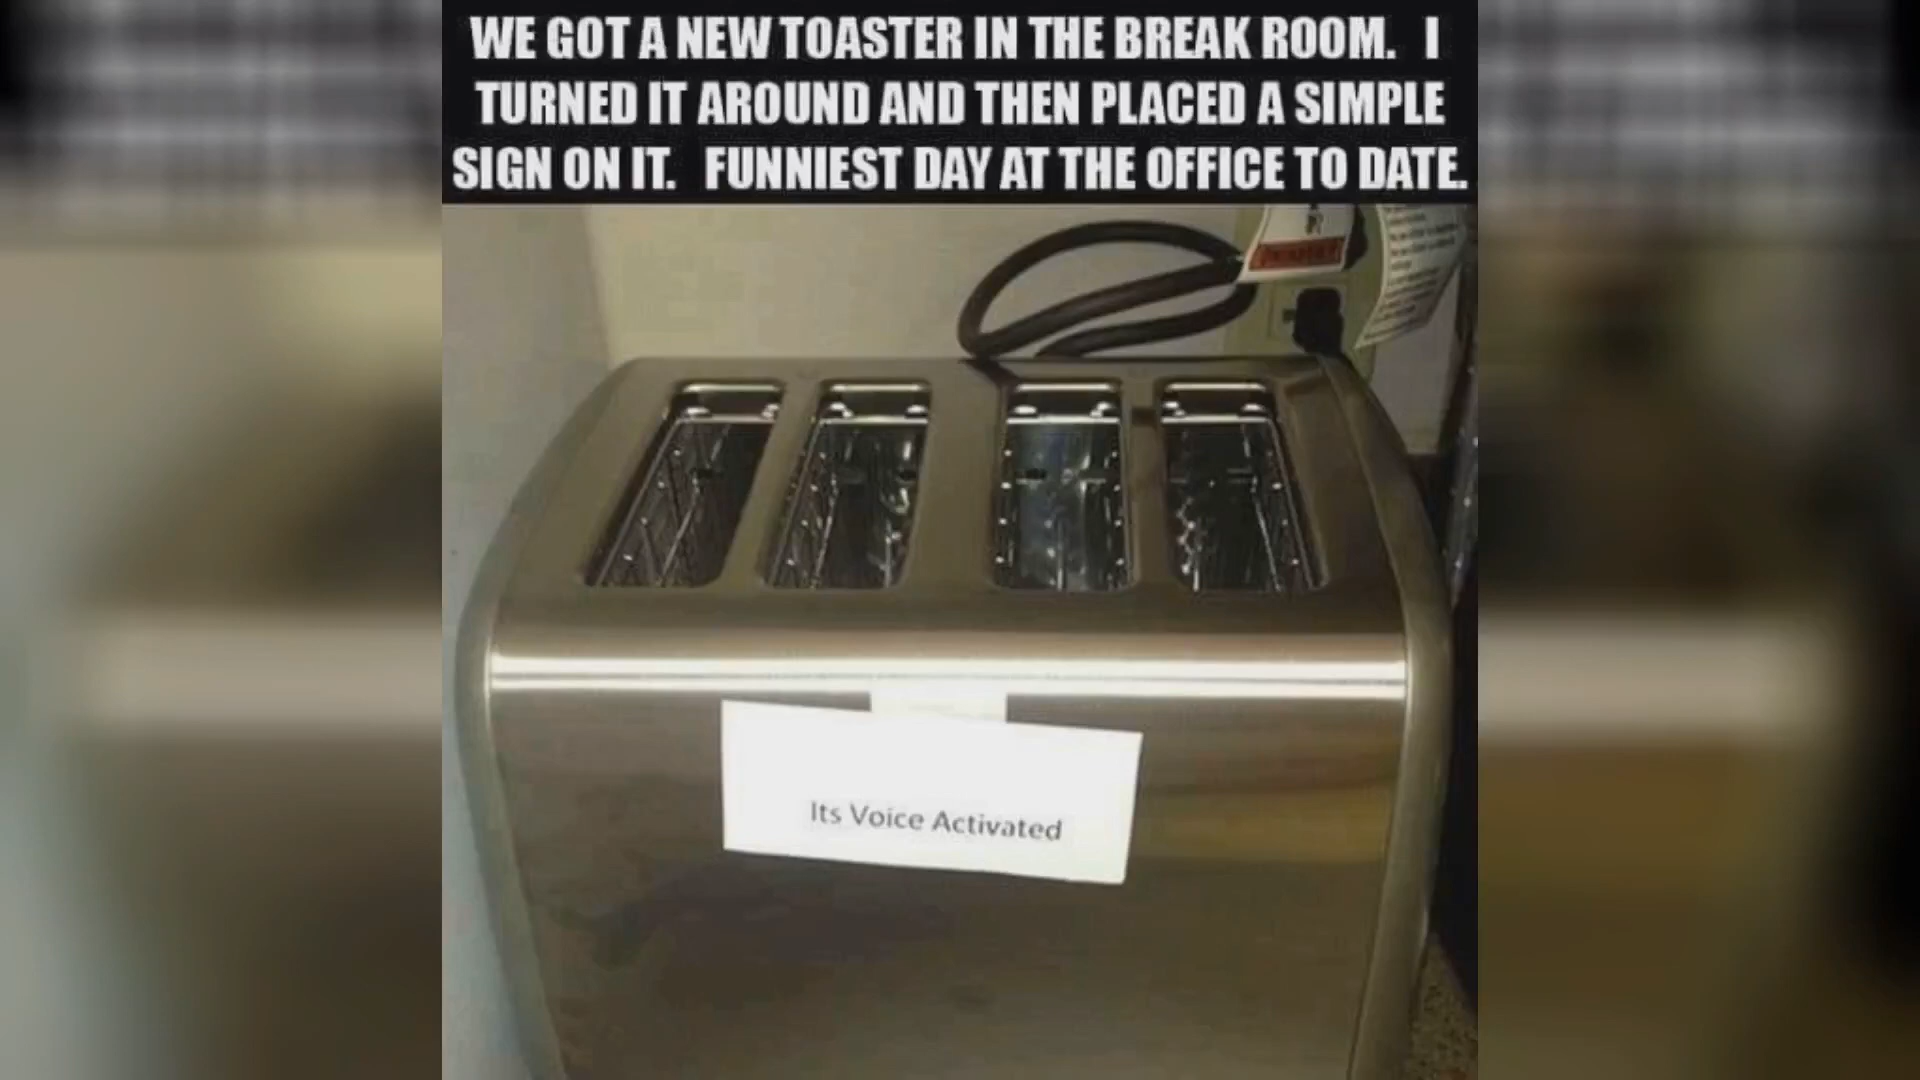 WE GOT A NEW TOASTER IN THE BREAK ROOM. I
TURNED IT AROUND AND THEN PLACED A SIMPLE
SIGN ON IT. FUNNIEST DAY AT THE OFFICE TO DATE.
Its Voice Activated